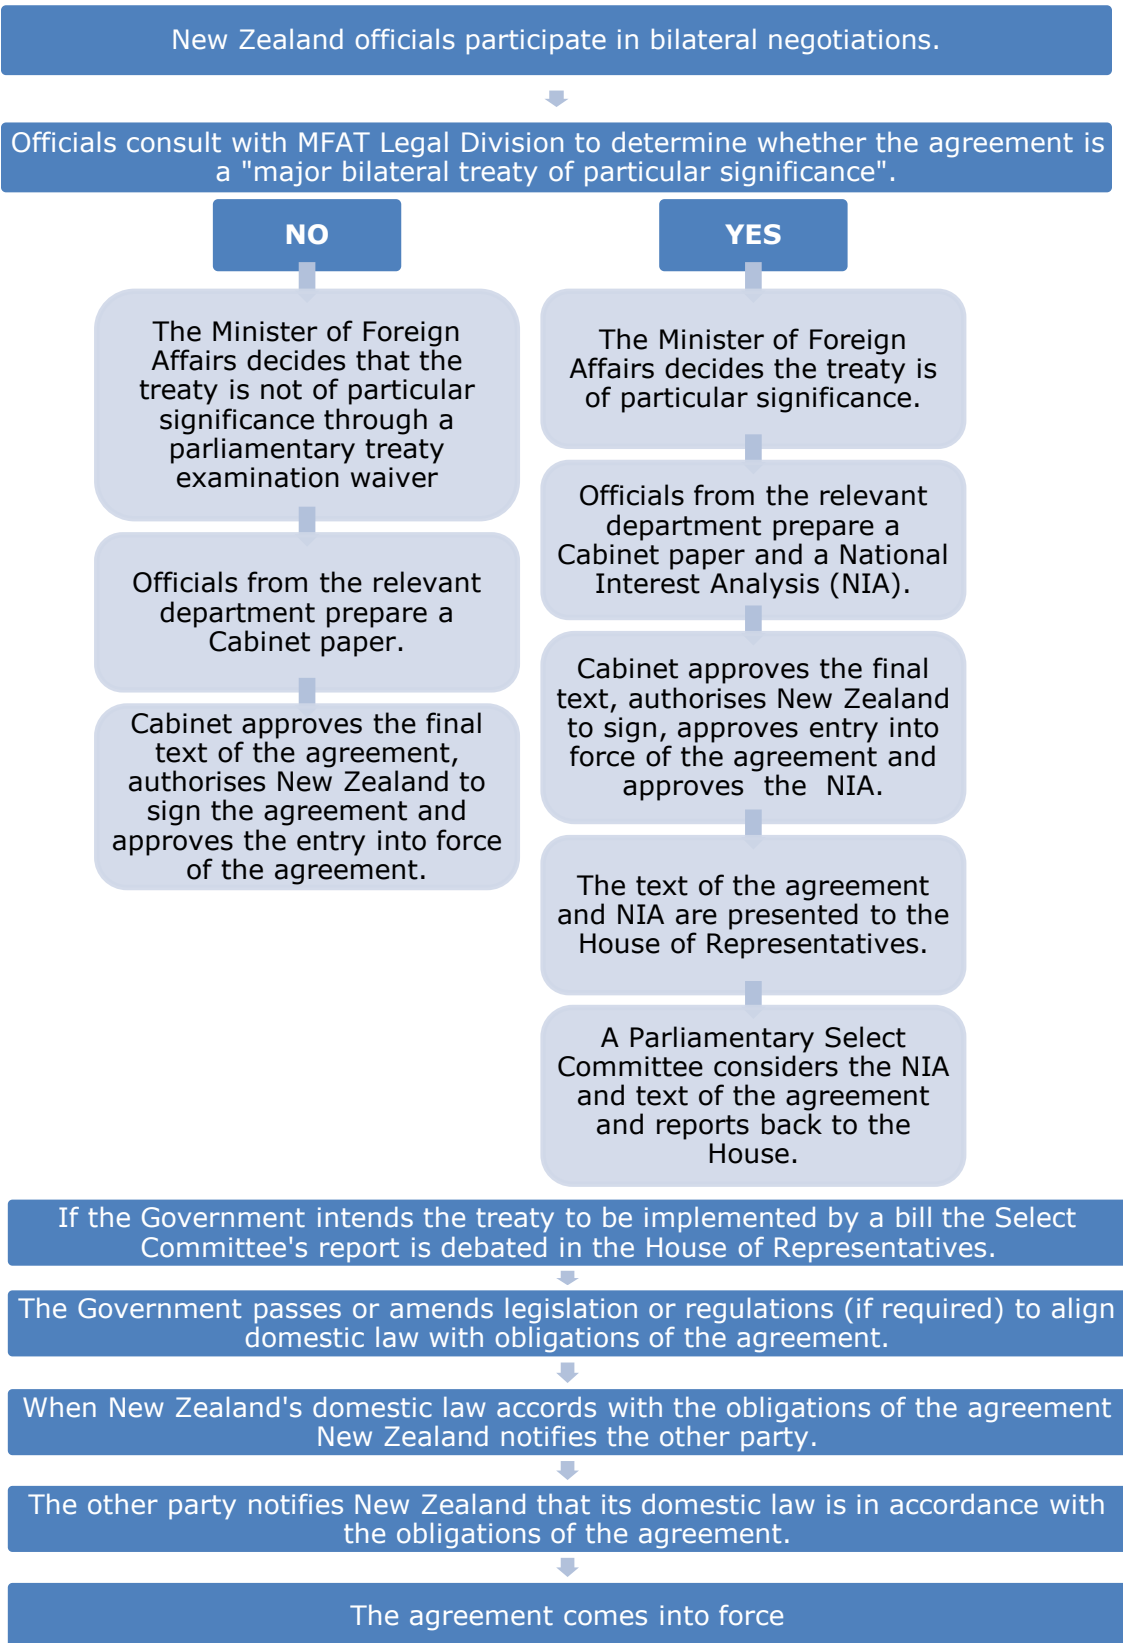 New Zealand officials participate in bilateral negotiations.
Officials consult with MFAT Legal Division to determine whether the agreement is
a "major bilateral treaty of particular significance".
NO
The Minister of Foreign
Affairs decides that the
treaty is not of particular
significance through a
parliamentary treaty
examination waiver
Officials from the relevant
department prepare a
Cabinet paper.
Cabinet approves the final
text of the agreement,
authorises New Zealand to
sign the agreement and
approves the entry into force
of the agreement.
YES
The Minister of Foreign
Affairs decides the treaty is
of particular significance.
Officials from the relevant
department prepare a
Cabinet paper and a National
Interest Analysis (NIA).
Cabinet approves the final
text, authorises New Zealand
to sign, approves entry into
force of the agreement and
approves the NIA.
The text of the agreement
and NIA are presented to the
House of Representatives.
A Parliamentary Select
Committee considers the NIA
and text of the agreement
and reports back to the
House.
If the Government intends the treaty to be implemented by a bill the Select
Committee's report is debated in the House of Representatives.
The Government passes or amends legislation or regulations (if required) to align
domestic law with obligations of the agreement.
When New Zealand's domestic law accords with the obligations of the agreement
New Zealand notifies the other party.
The other party notifies New Zealand that its domestic law is in accordance with
the obligations of the agreement.
The agreement comes into force